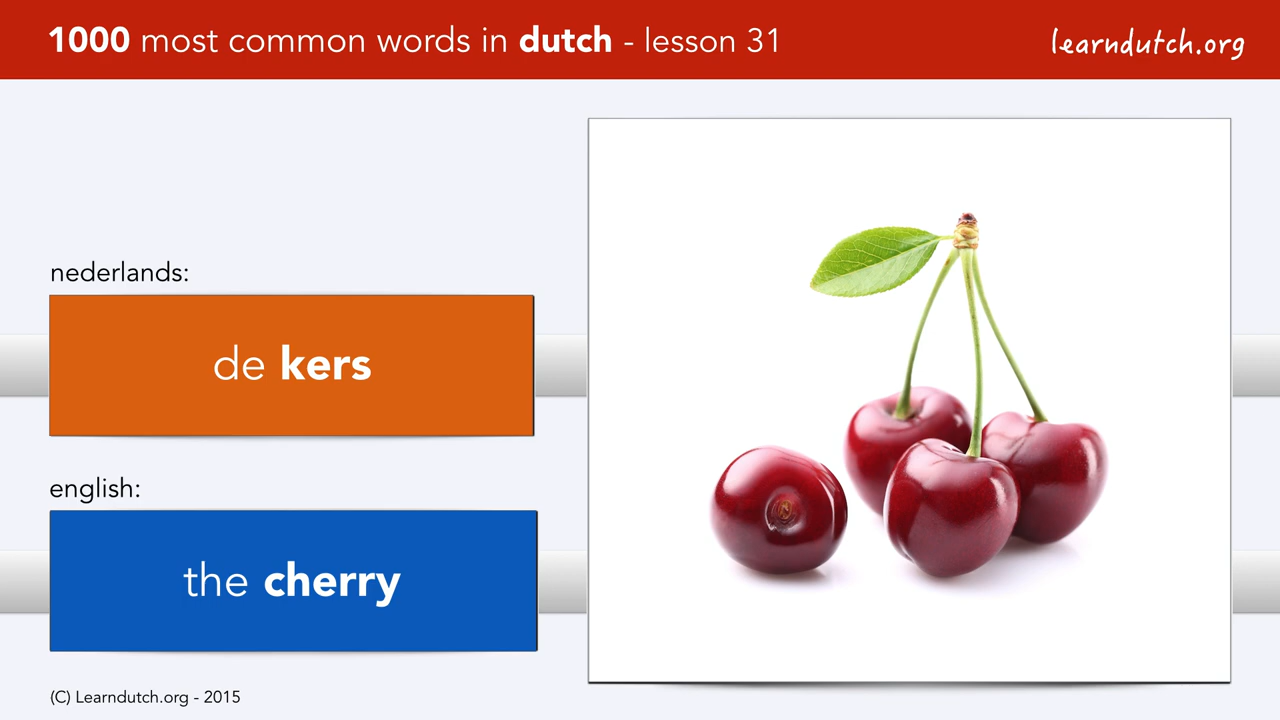 1000 most common words in dutch - lesson 31
learndutch.org
nederlands:
de kers
english:
the cherry
(C) Learndutch.org - 2015